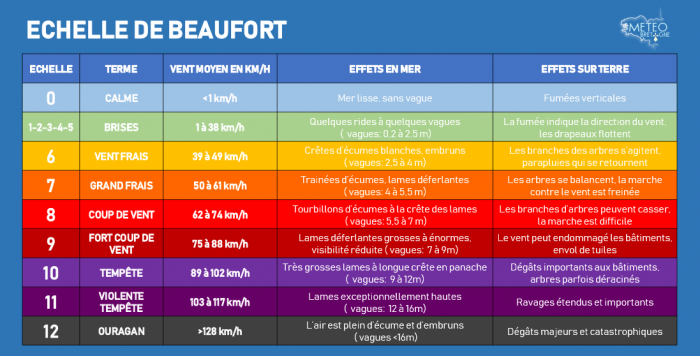 ECHELLE DE BEAUFORT
METEO
BRETAGNE
ECHELLE TERME VENT MOYEN EN KM/H EFFETS EN MER EFFETS SUR TERRE
0 CALME <1 km/h Mer lisse, sans vague Fumées verticales
1-2-3-4-5 BRISES 1 à 38 km/h Quelques rides à quelques vagues
( vagues: 0.2 à 2.5 m) La fumée indique la direction du vent,
les drapeaux flottent
6 VENT FRAIS 39 à 49 km/h Crêtes d'écumes blanches, embruns
(vagues: 2,5 à 4 m) Les branches des arbres s'agitent,
parapluies qui se retournent
7 GRAND FRAIS 50 à 61 km/h Trainées d'écumes, lames déferlantes
(vagues: 4 à 5,5 m) Les arbres se balancent, la marche
contre le vent est freinée
8 COUP DE VENT 62 à 74 km/h Tourbillons d'écumes à la crête des lames
(vagues: 5,5 à 7 m) Les branches d'arbres peuvent casser,
la marche est difficile
9 FORT COUP DE
VENT 75 à 88 km/h Lames déferlantes grosses à énormes,
visibilité réduite ( vagues: 7 à 9m) Le vent peut endommagé les bâtiments,
envol de tuiles
10 TEMPÊTE 89 à 102 km/h Très grosses lames à longue crête en panache
( vagues: 9 à 12m) Dégâts importants aux bâtiments,
arbres parfois déracinés
11 VIOLENTE
TEMPÊTE 103 à 117 km/h Lames exceptionnellement hautes
( vagues: 12 à 16m) Ravages étendus et importants
12 OURAGAN >128 km/h L'air est plein d'écume et d'embruns
(vagues <16m) Dégâts majeurs et catastrophiques